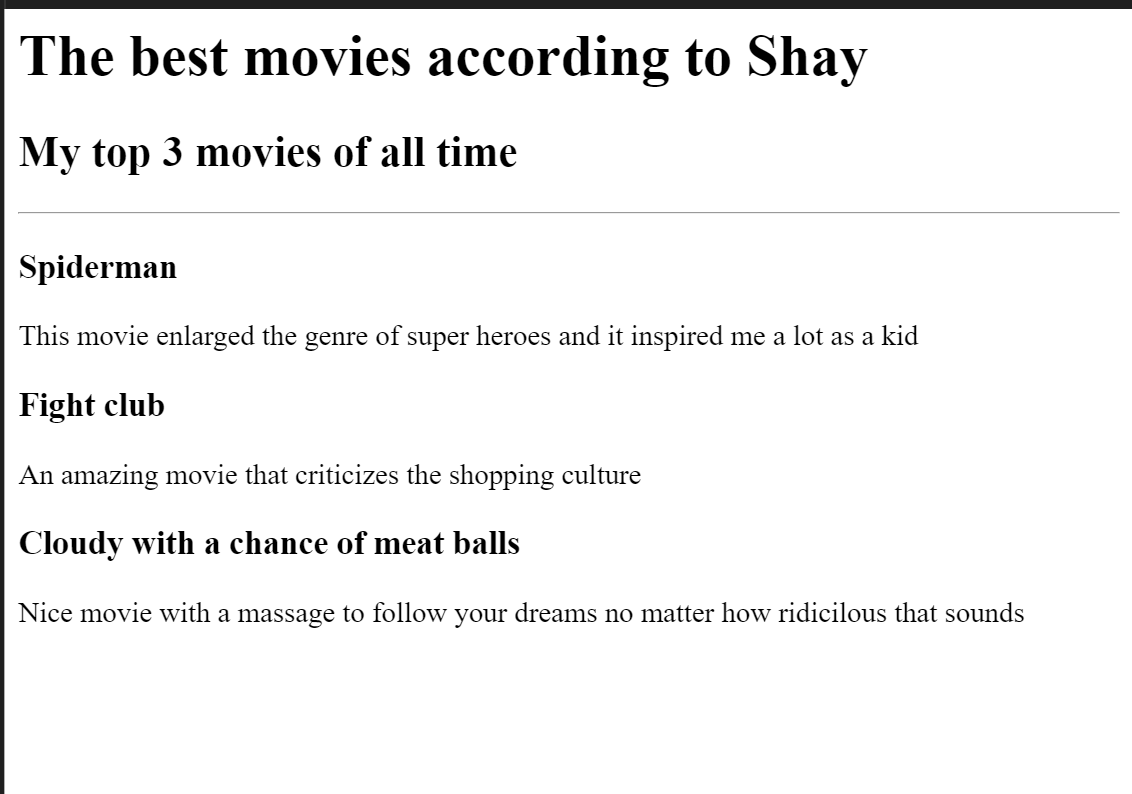 The best movies according to Shay
My top 3 movies of all time
Spiderman
This movie enlarged the genre of super heroes and it inspired me a lot as a kid
Fight club
An amazing movie that criticizes the shopping culture
Cloudy with a chance of meat balls
Nice movie with a massage to follow your dreams no matter how ridicilous that sounds